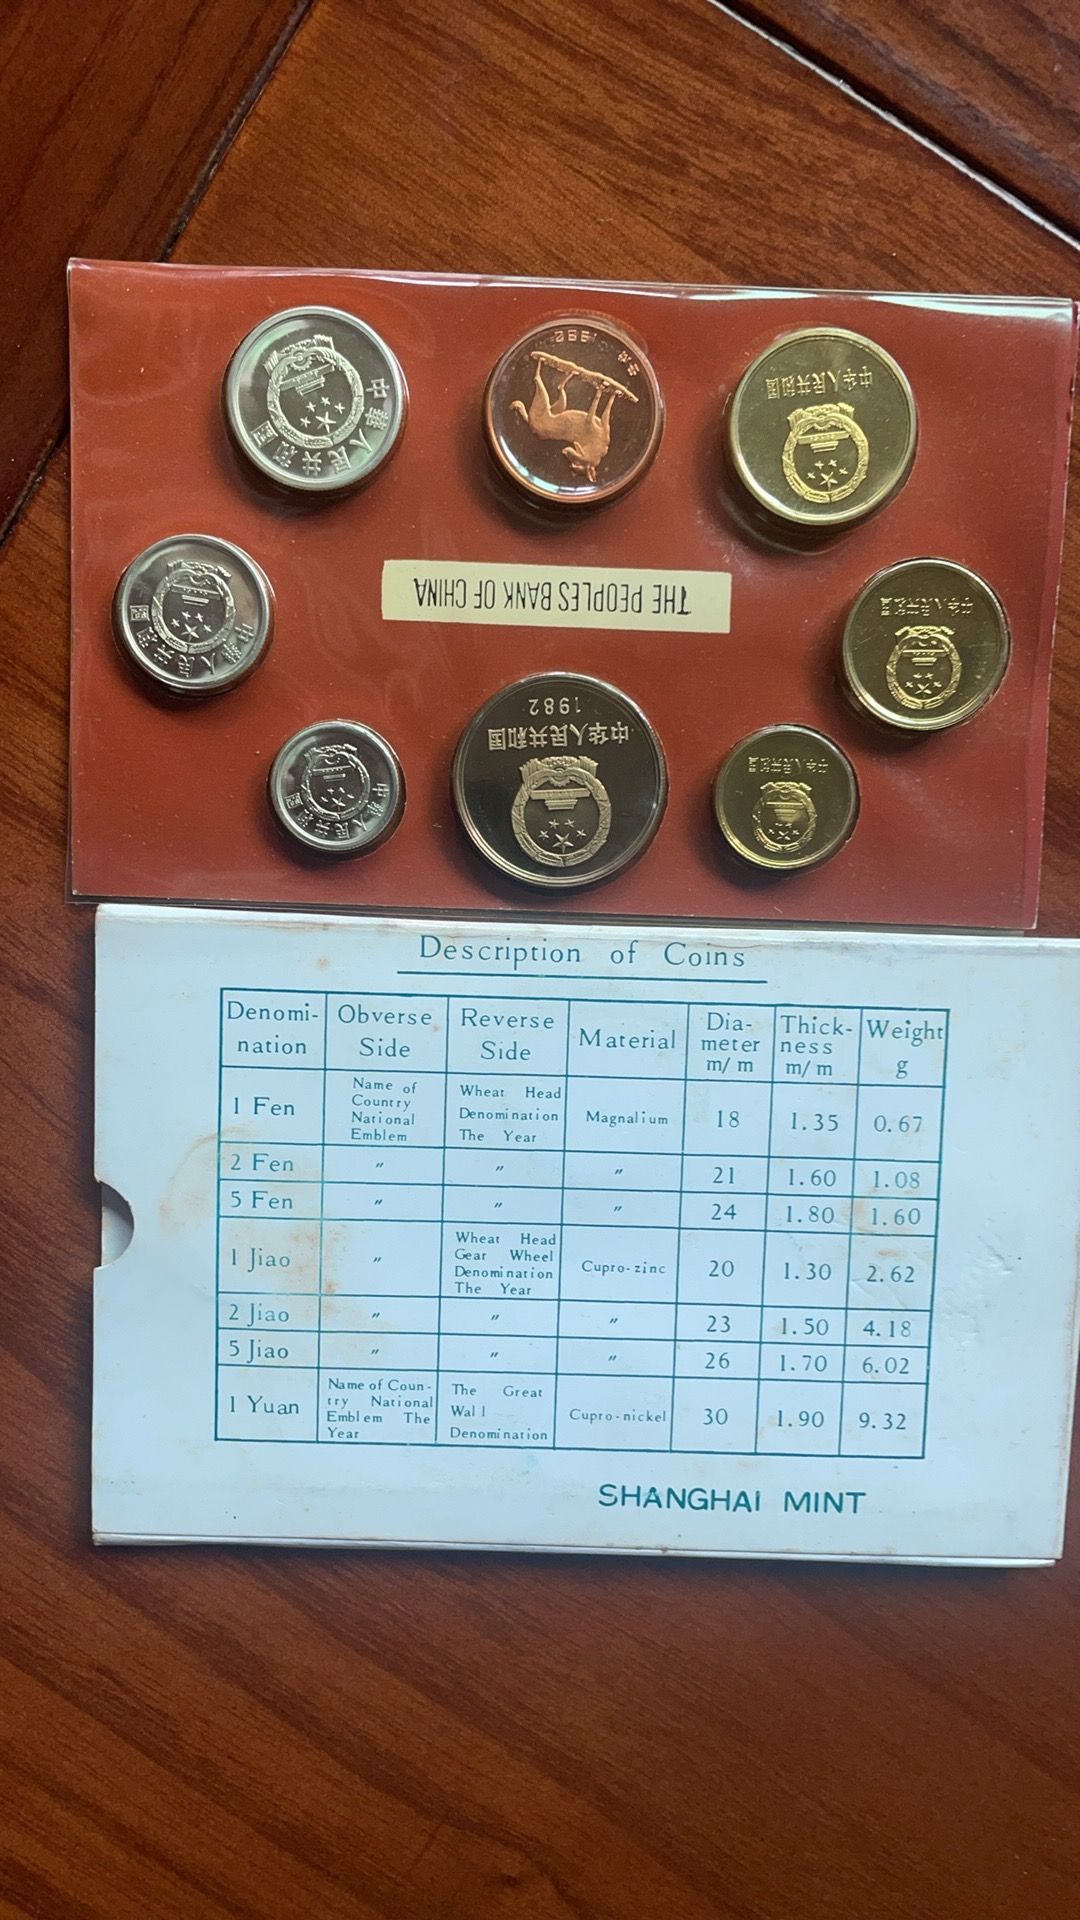 中华人民共和国
中华·1982
中华人民共和国
THE PEOPLES BANK OF CHINA
中华人民共和国
中华人民共和国
中华人民共和国
1982
中华人民共和国
中华人民共和国
Description of Coins
Denomi-nation Obverse Side Reverse Side Material Dia-meter m/m Thick-ness m/m Weight g
1 Fen Name of Country National Emblem Wheat Head Denomination The Year Magnalium 18 1.35 0.67
2 Fen 〃 〃 〃 21 1.60 1.08
5 Fen 〃 〃 〃 24 1.80 1.60
1 Jiao 〃 Wheat Head Gear Wheel Denomination The Year Cupro-zinc 20 1.30 2.62
2 Jiao 〃 〃 〃 23 1.50 4.18
5 Jiao 〃 〃 〃 26 1.70 6.02
1 Yuan Name of Coun-try National Emblem The Year The Great Wall Denomination Cupro-nickel 30 1.90 9.32
SHANGHAI MINT